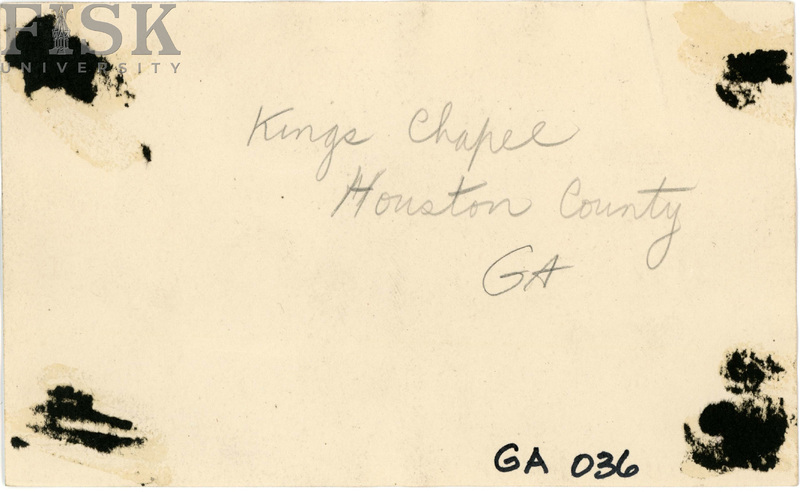 FISK
UNIVERSITY
Kings Chapel
Houston County
GA
GA 036